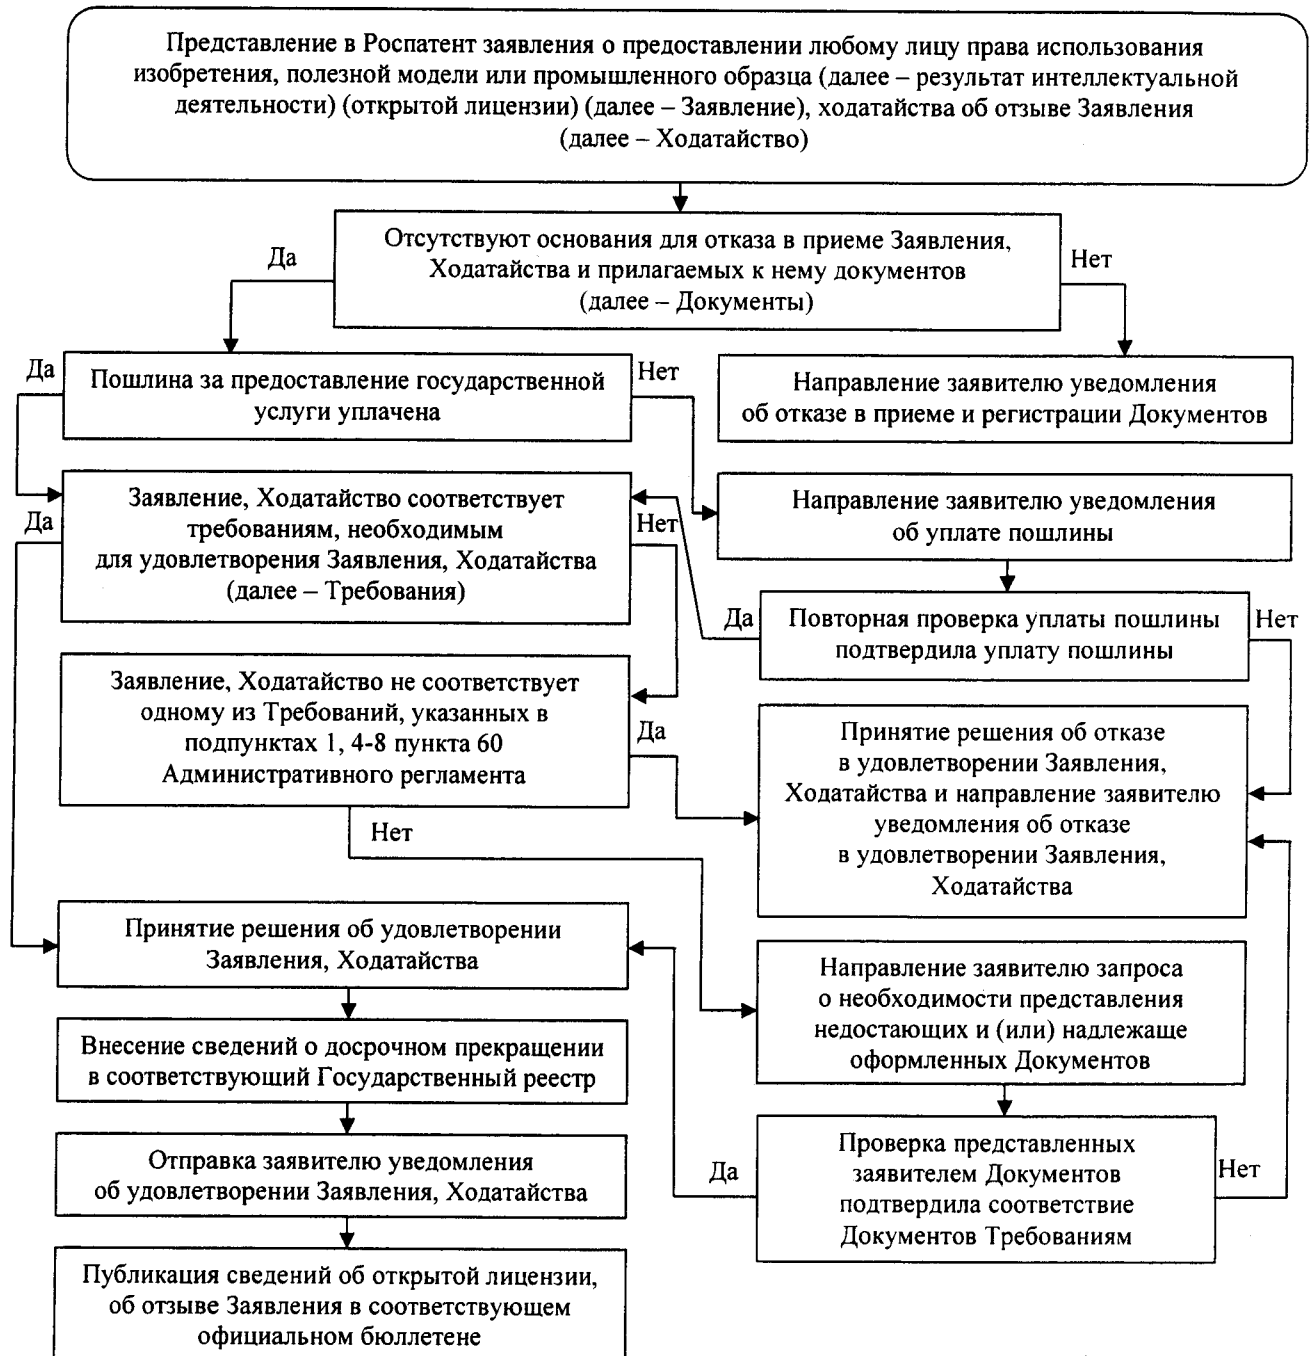 Представление в Роспатент заявления о предоставлении любому лицу права использования
изобретения, полезной модели или промышленного образца (далее – результат интеллектуальной
деятельности) (открытой лицензии) (далее – Заявление), ходатайства об отзыве Заявления
(далее – Ходатайство)
Отсутствуют основания для отказа в приеме Заявления,
Ходатайства и прилагаемых к нему документов
(далее – Документы)
Да
Нет
Да
Пошлина за предоставление государственной
услуги уплачена
Нет
Направление заявителю уведомления
об отказе в приеме и регистрации Документов
Направление заявителю уведомления
об уплате пошлины
Да
Заявление, Ходатайство соответствует
требованиям, необходимым
для удовлетворения Заявления, Ходатайства
(далее – Требования)
Нет
Да
Повторная проверка уплаты пошлины
подтвердила уплату пошлины
Нет
Заявление, Ходатайство не соответствует
одному из Требований, указанных в
подпунктах 1, 4-8 пункта 60
Административного регламента
Да
Нет
Принятие решения об отказе
в удовлетворении Заявления,
Ходатайства и направление заявителю
уведомления об отказе
в удовлетворении Заявления,
Ходатайства
Принятие решения об удовлетворении
Заявления, Ходатайства
Направление заявителю запроса
о необходимости представления
недостающих и (или) надлежаще
оформленных Документов
Внесение сведений о досрочном прекращении
в соответствующий Государственный реестр
Отправка заявителю уведомления
об удовлетворении Заявления, Ходатайства
Да
Проверка представленных
заявителем Документов
подтвердила соответствие
Документов Требованиям
Нет
Публикация сведений об открытой лицензии,
об отзыве Заявления в соответствующем
официальном бюллетене